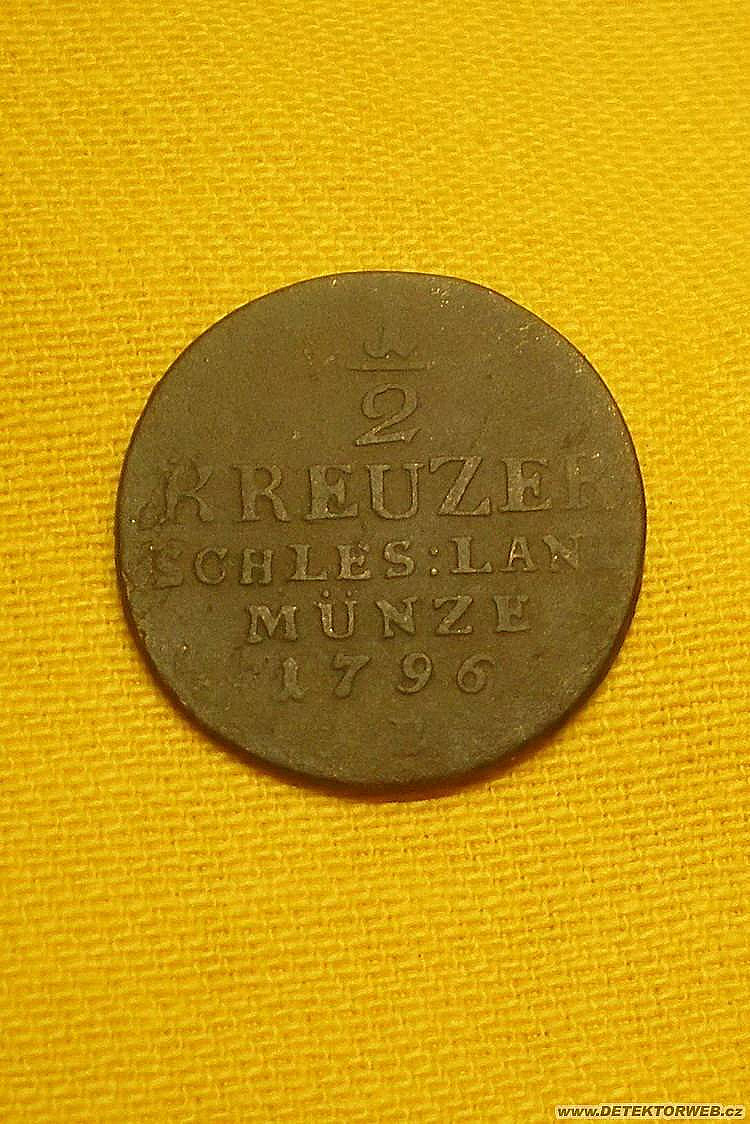 2
KREUZER
SCHLES:LAN
MÜNZE
1796
www.DETEKTORWEB.cz